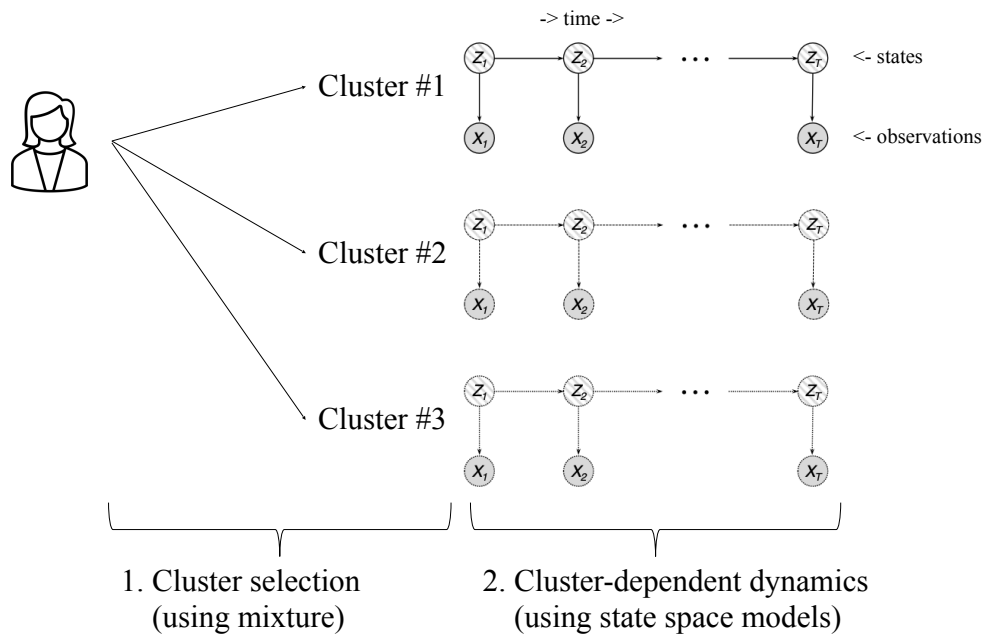 -> time ->
Z1 Z2 ... ZT <- states
Cluster #1
X1 X2 XT <- observations
Z1 Z2 ... ZT
Cluster #2
X1 X2 XT
Z1 Z2 ... ZT
Cluster #3
X1 X2 XT
1. Cluster selection
(using mixture)
2. Cluster-dependent dynamics
(using state space models)